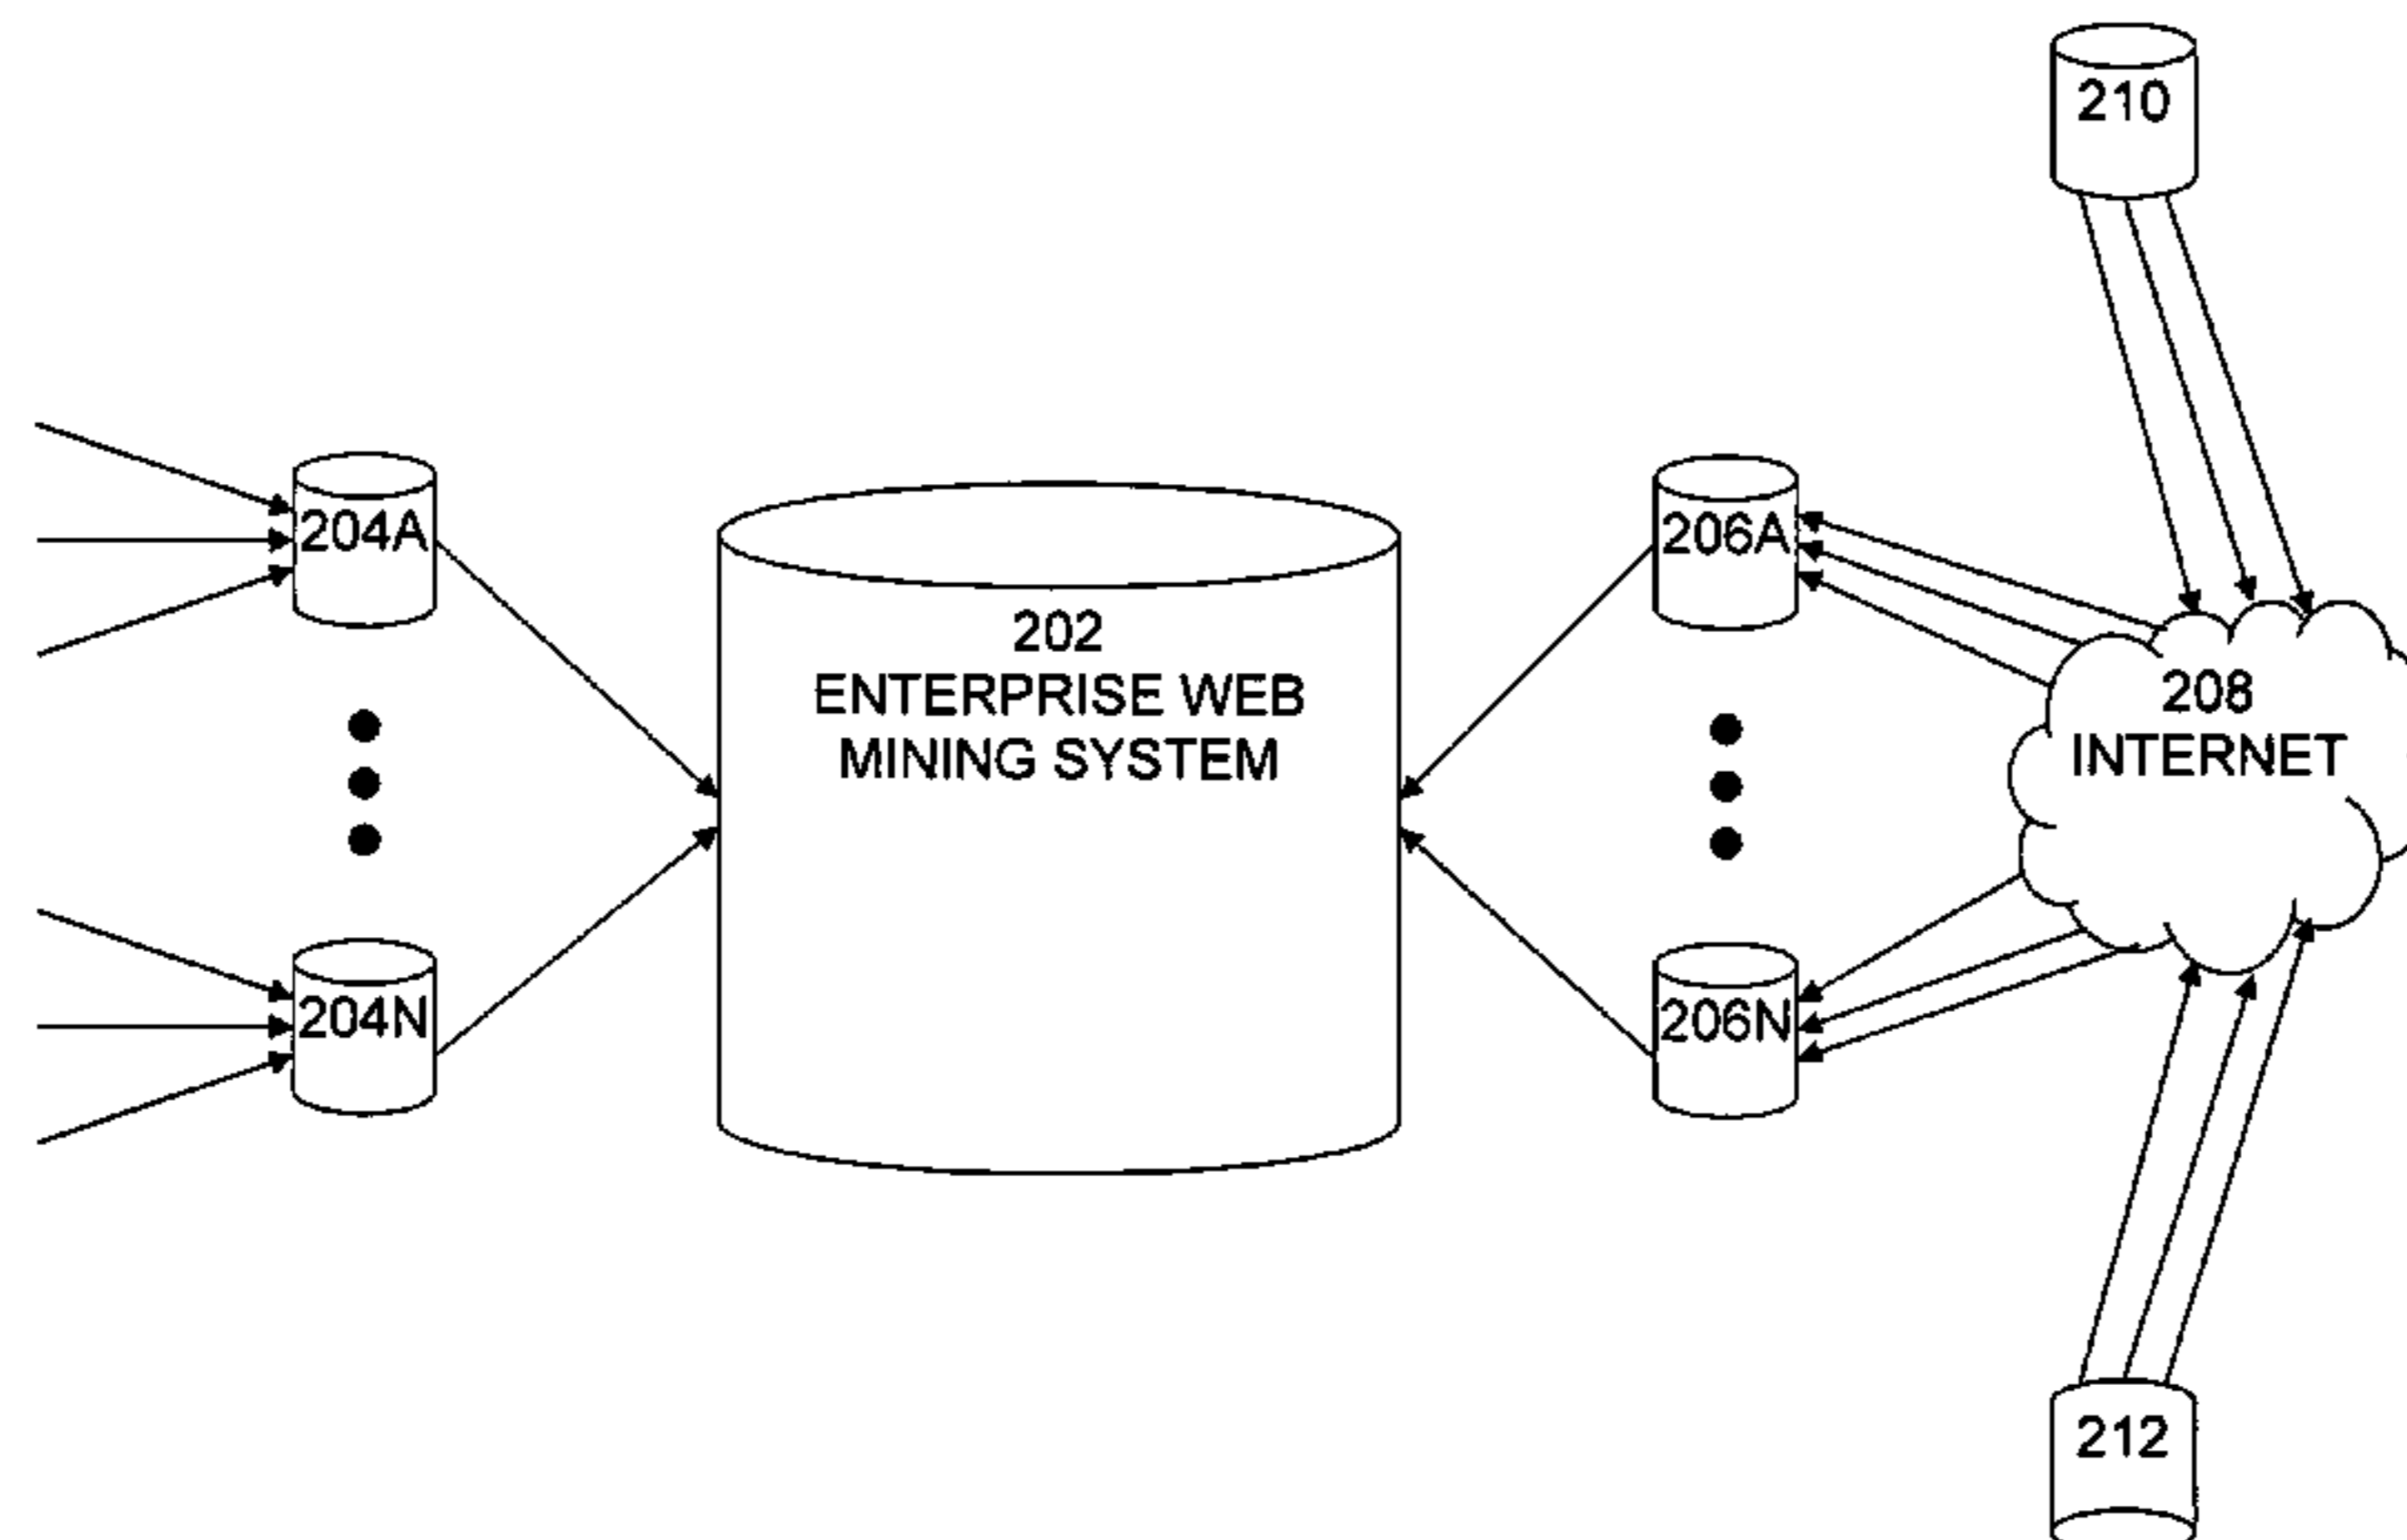 210
204A
206A
202
ENTERPRISE WEB
MINING SYSTEM
208
INTERNET
204N
206N
212